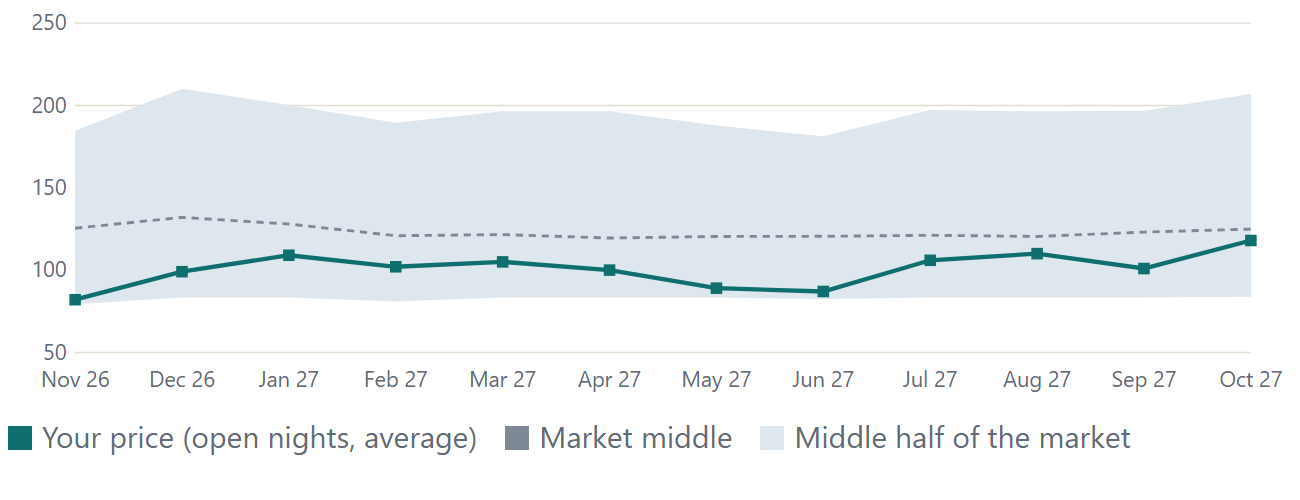 250
200
150
100
50
Nov 26 Dec 26 Jan 27 Feb 27 Mar 27 Apr 27 May 27 Jun 27 Jul 27 Aug 27 Sep 27 Oct 27
Your price (open nights, average) Market middle Middle half of the market